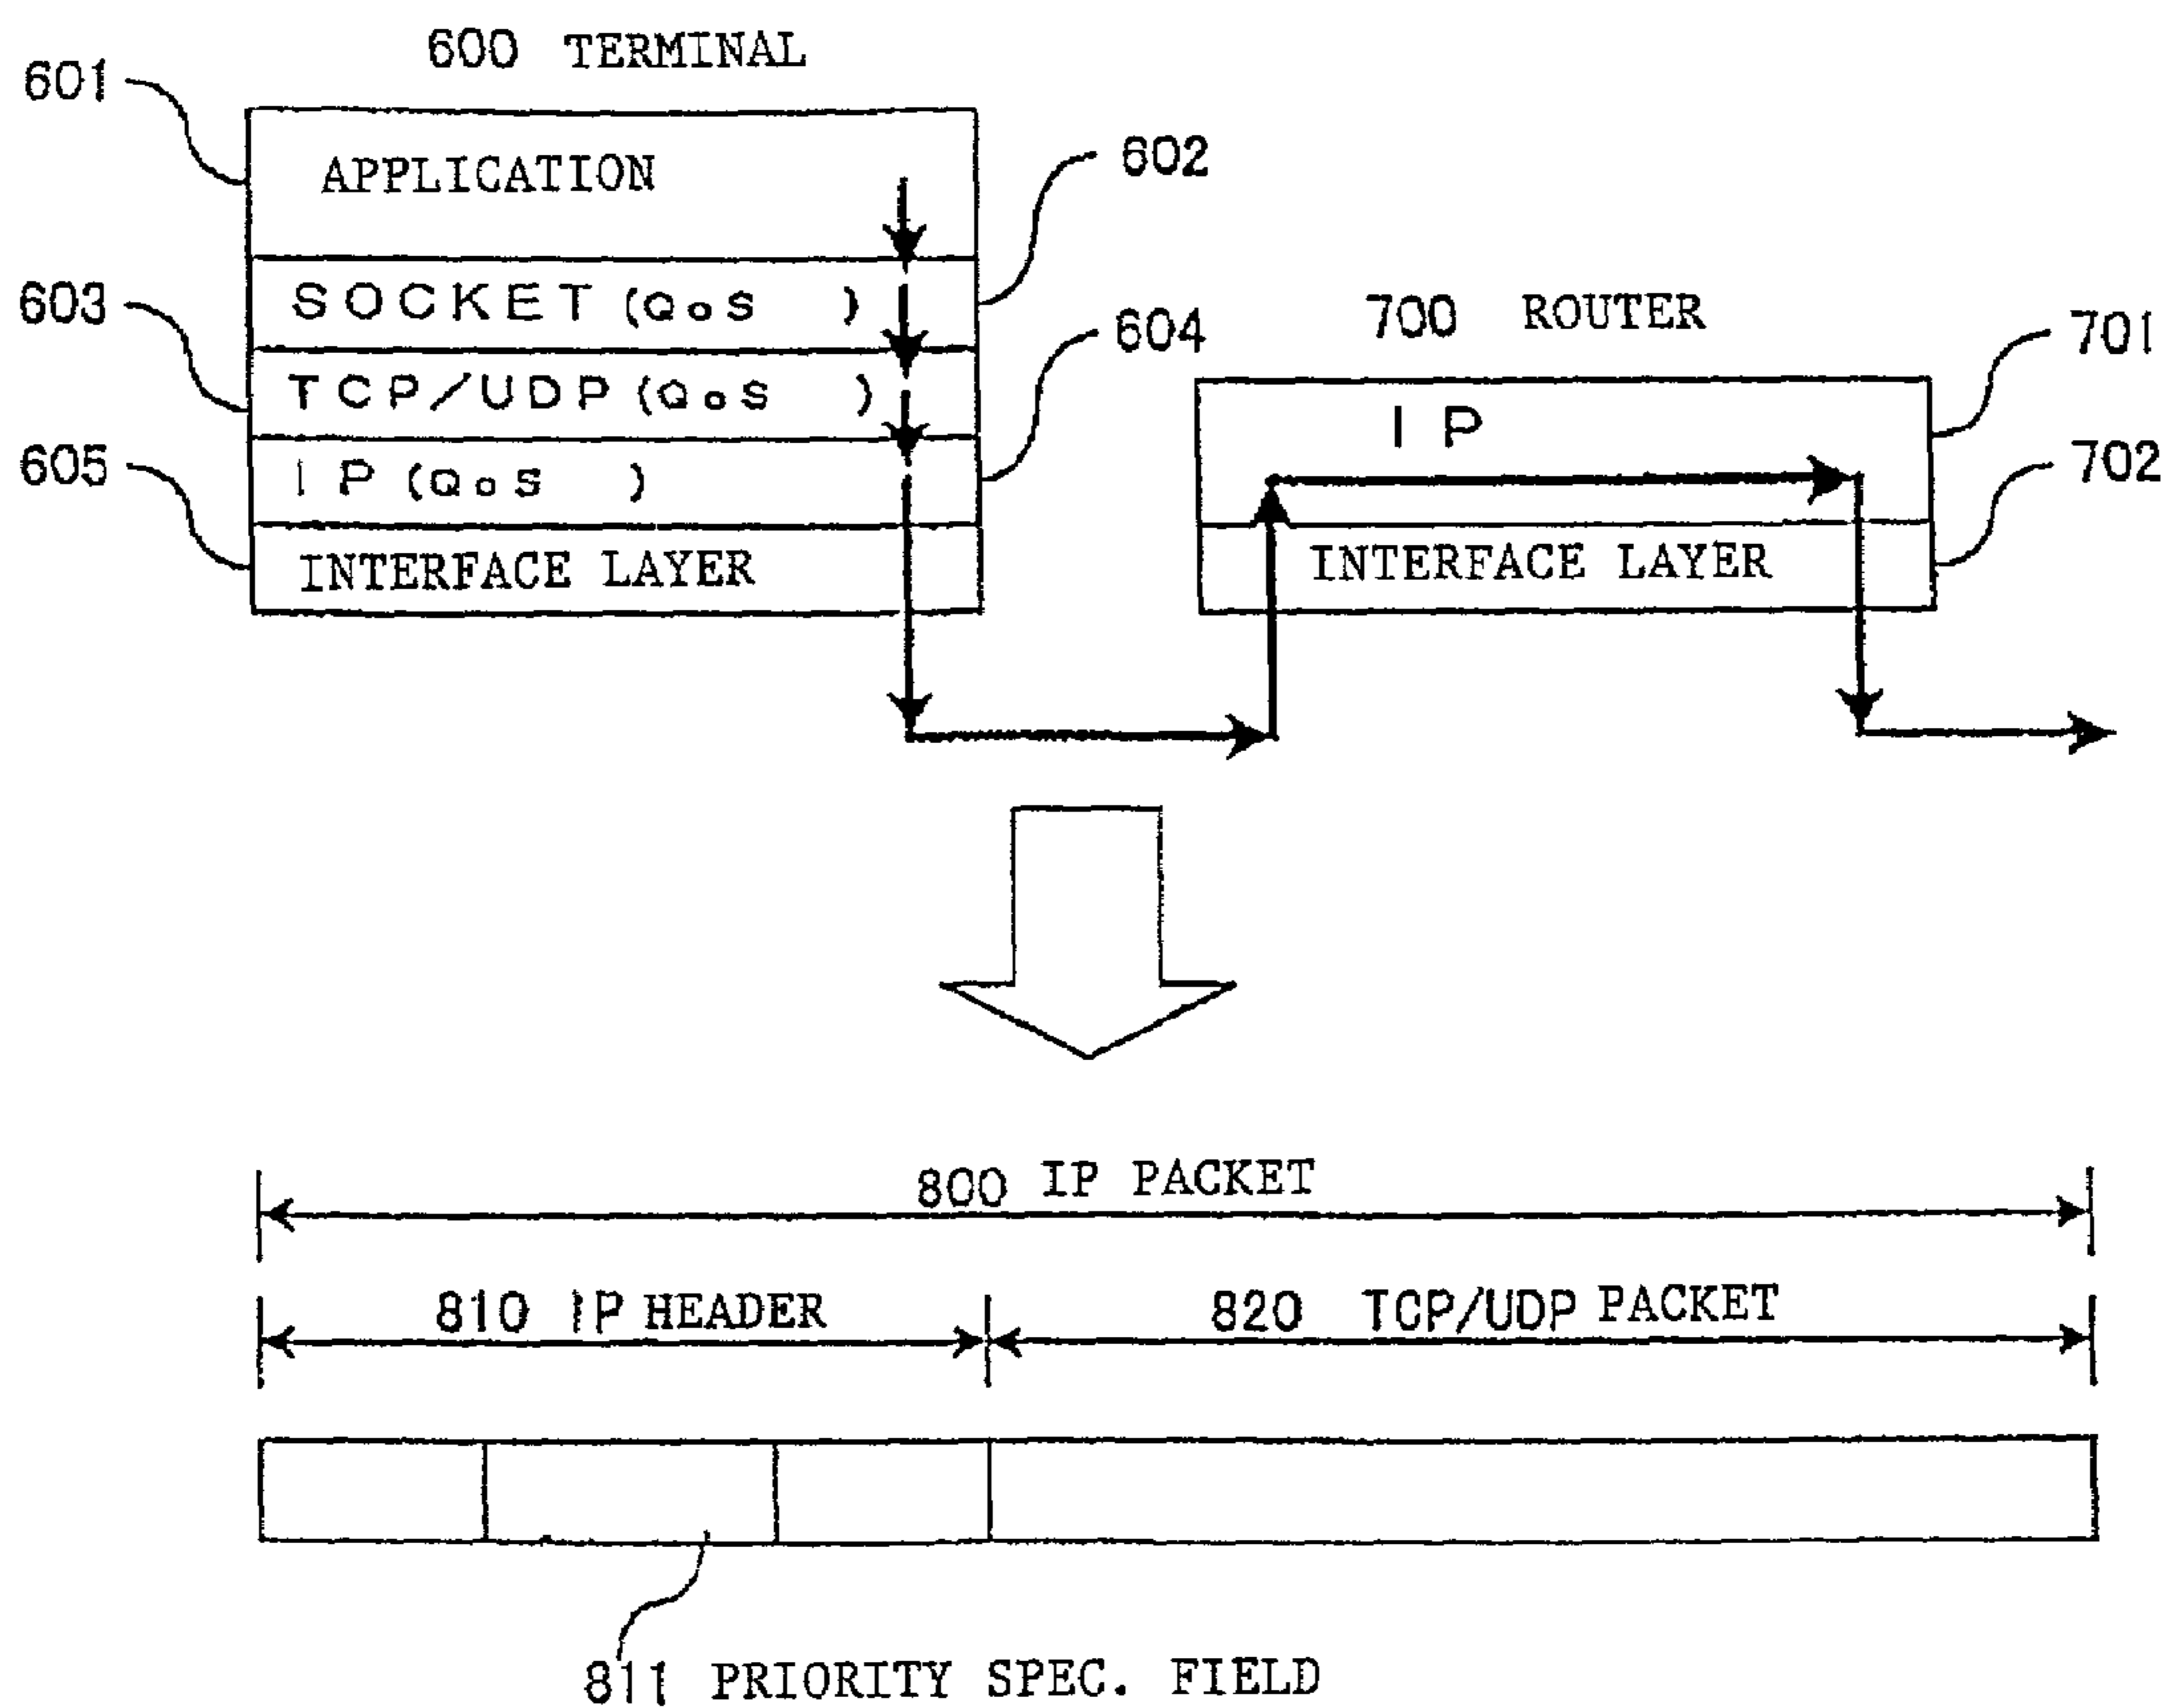 600 TERMINAL
601
APPLICATION
602
SOCKET (QoS )
603
TCP/UDP (QoS )
604
IP (QoS )
605
INTERFACE LAYER
700 ROUTER
701
IP
702
INTERFACE LAYER
800 IP PACKET
810 IP HEADER
820 TCP/UDP PACKET
811 PRIORITY SPEC. FIELD